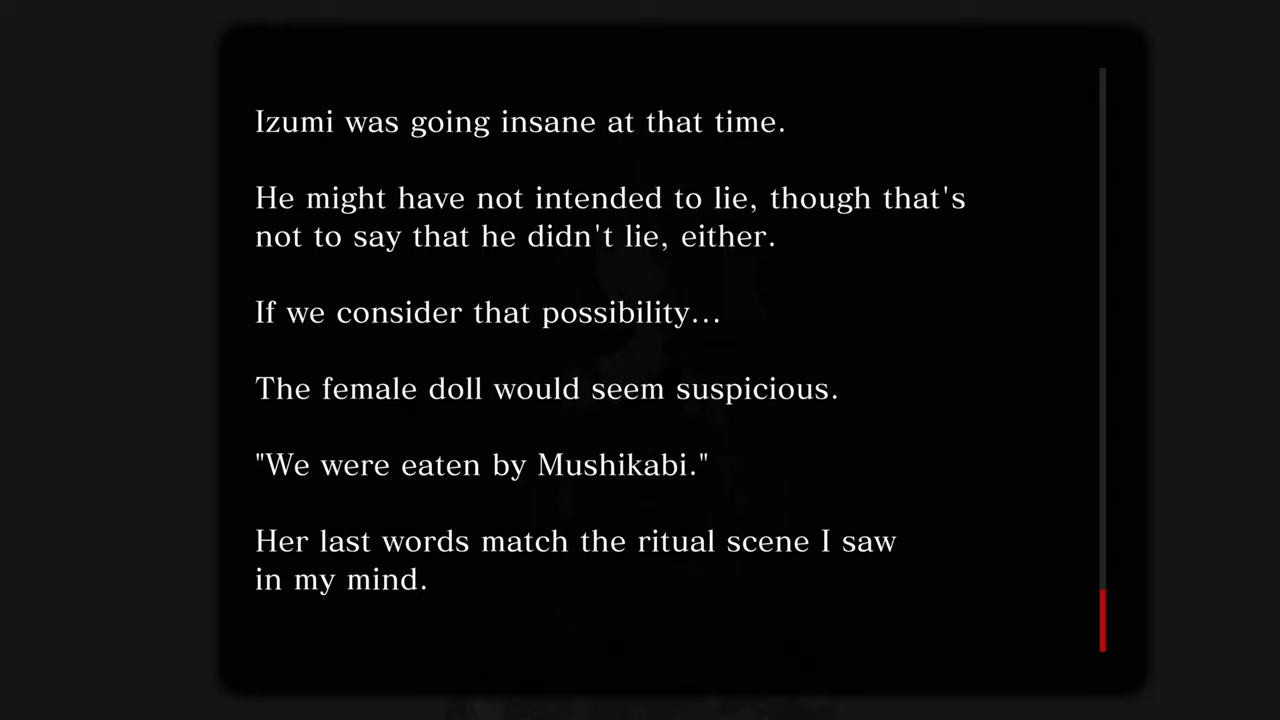 Izumi was going insane at that time.
He might have not intended to lie, though that's
not to say that he didn't lie, either.
If we consider that possibility...
The female doll would seem suspicious.
"We were eaten by Mushikabi."
Her last words match the ritual scene I saw
in my mind.